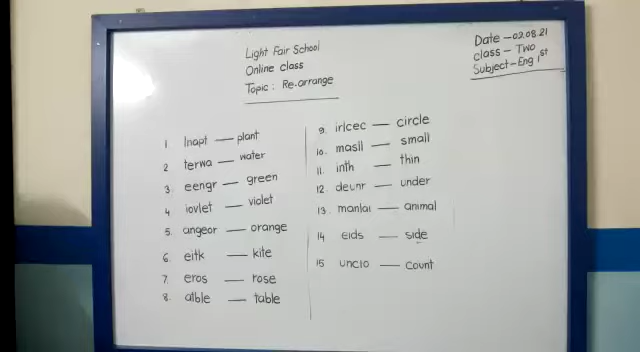 Light Fair School
Online class
Topic: Re-arrange
Date - 02.08.21
class - Two
Subject - Eng 1st
1 lnapt — plant
2 terwa — water
3. eengr — green
4 iovlet — violet
5. angeor — orange
6. eitk — kite
7. eros — rose
8. alble — table
9. irlcec — circle
10. masll — small
11. inth — thin
12. deunr — under
13. manlai — animal
14 eids — side
15 uncto — count